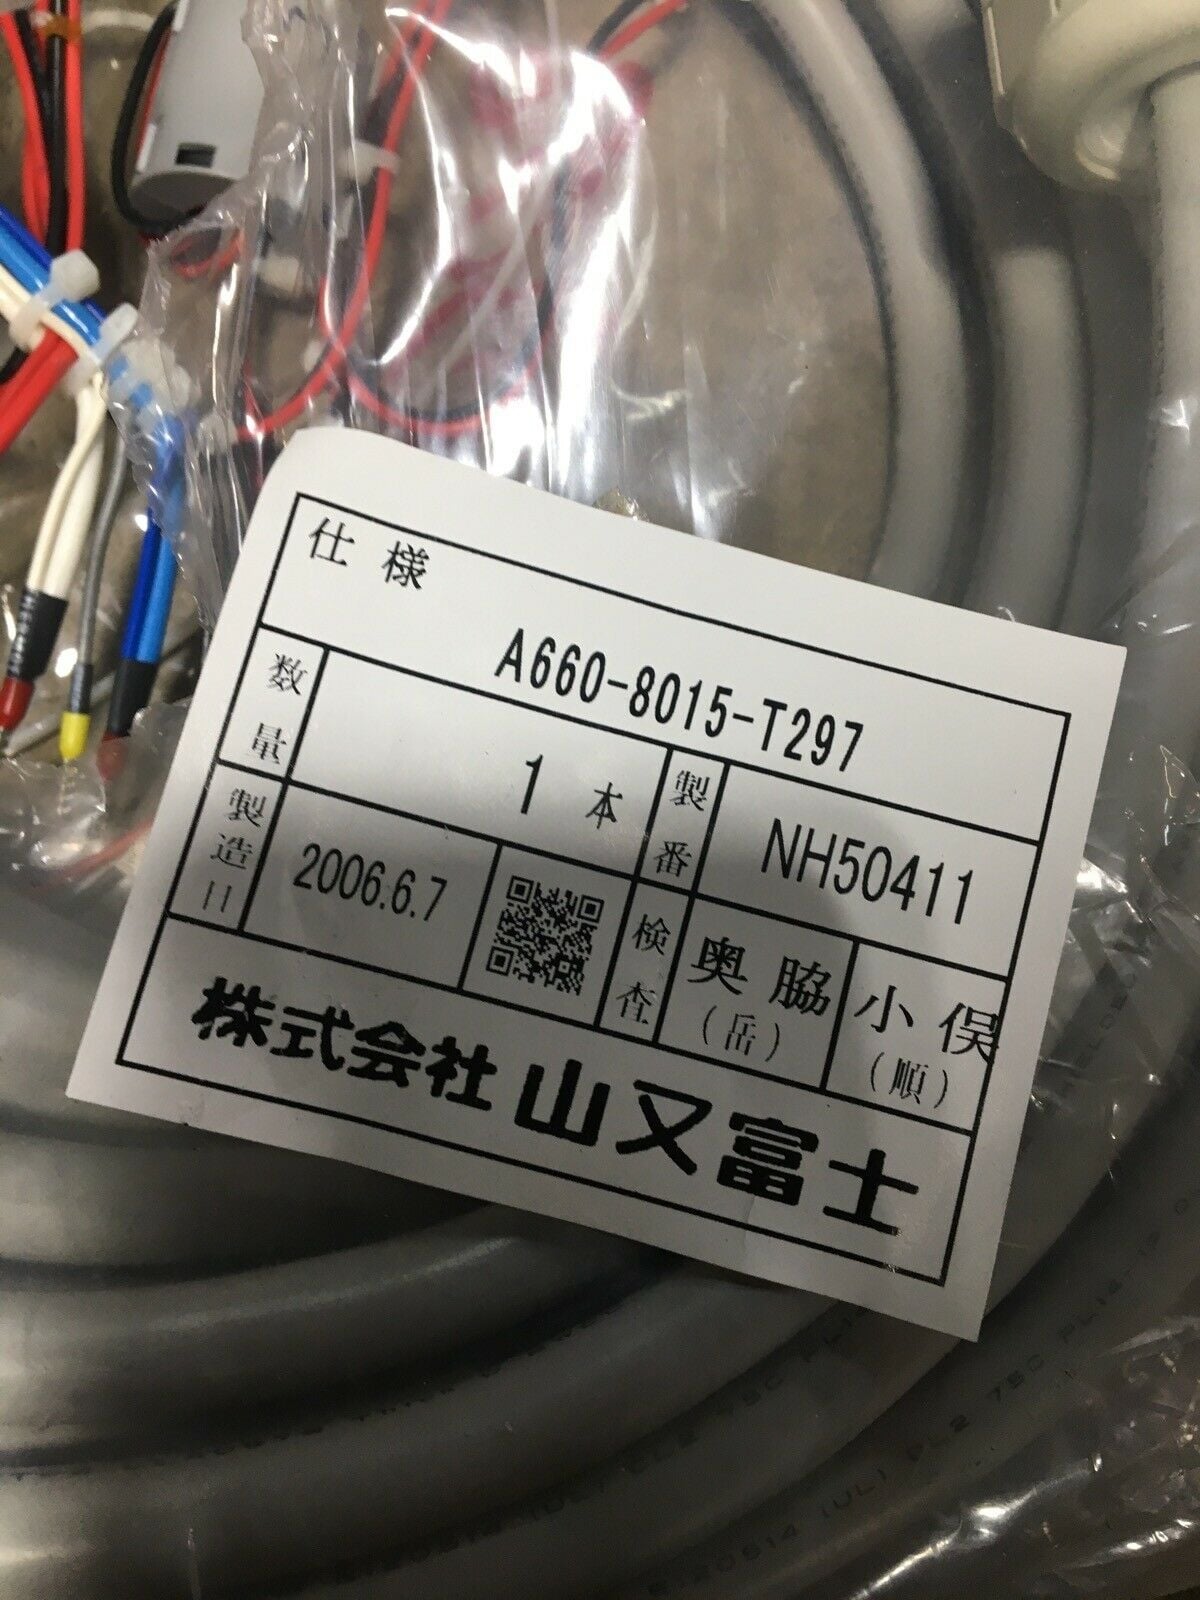 仕様
A660-8015-T297
数量 1 本 製番 NH50411
製造日 2006.6.7 検査 奥脇 小俣
(岳) (順)
株式会社 山又富士